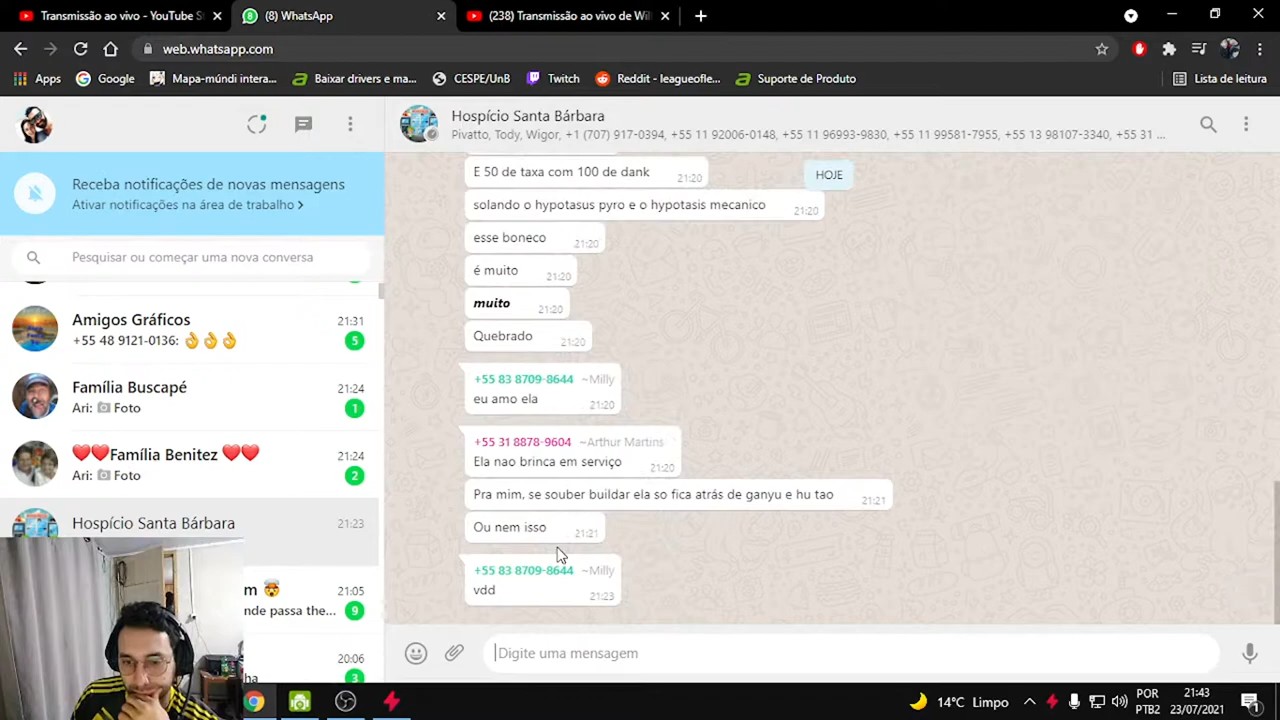 Transmissão ao vivo - YouTube S
(8) WhatsApp
(238) Transmissão ao vivo de Wil
web.whatsapp.com
Apps
Google
Mapa-múndi intera...
Baixar drivers e ma...
CESPE/UnB
Twitch
Reddit - leagueofle...
Suporte de Produto
Lista de leitura
Receba notificações de novas mensagens
Ativar notificações na área de trabalho >
Pesquisar ou começar uma nova conversa
Amigos Gráficos 21:31
+55 48 9121-0136: 👌👌👌 5
Família Buscapé 21:24
Ari: Foto 1
❤️❤️Família Benitez ❤️❤️ 21:24
Ari: Foto 2
Hospício Santa Bárbara 21:23
m 🤯 21:05
nde passa the... 9
20:06
ha 3
Hospício Santa Bárbara
Pivatto, Tody, Wigor, +1 (707) 917-0394, +55 11 92006-0148, +55 11 96993-9830, +55 11 99581-7955, +55 13 98107-3340, +55 31 ...
HOJE
E 50 de taxa com 100 de dank 21:20
solando o hypotasus pyro e o hypotasis mecanico 21:20
esse boneco 21:20
é muito 21:20
muito 21:20
Quebrado 21:20
+55 83 8709-8644 ~Milly
eu amo ela 21:20
+55 31 8878-9604 ~Arthur Martins
Ela nao brinca em serviço 21:20
Pra mim, se souber buildar ela so fica atrás de ganyu e hu tao 21:21
Ou nem isso 21:21
+55 83 8709-8644 ~Milly
vdd 21:23
Digite uma mensagem
14°C Limpo
POR
PTB2
21:43
23/07/2021
1